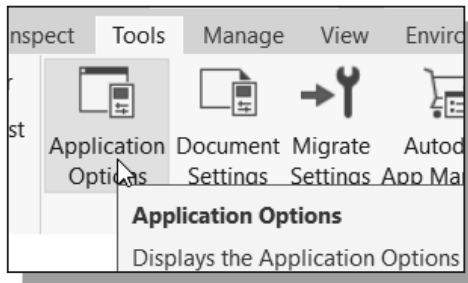 nspect Tools Manage View Enviro
r
st
Application Document Migrate Autod
Options Settings Settings App Ma
Application Options
Displays the Application Options